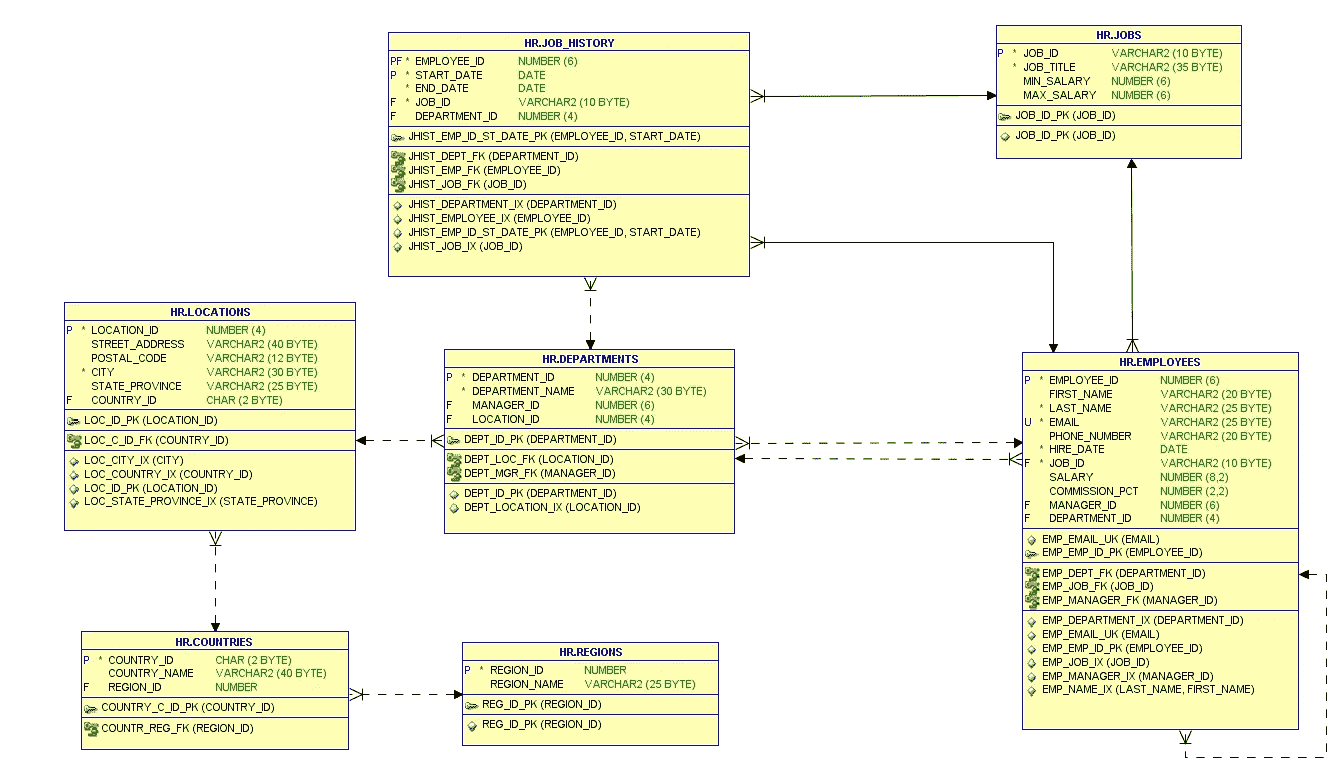 HR.JOB_HISTORY
PF * EMPLOYEE_ID NUMBER (6)
P * START_DATE DATE
* END_DATE DATE
F * JOB_ID VARCHAR2 (10 BYTE)
F DEPARTMENT_ID NUMBER (4)
JHIST_EMP_ID_ST_DATE_PK (EMPLOYEE_ID, START_DATE)
JHIST_DEPT_FK (DEPARTMENT_ID)
JHIST_EMP_FK (EMPLOYEE_ID)
JHIST_JOB_FK (JOB_ID)
JHIST_DEPARTMENT_IX (DEPARTMENT_ID)
JHIST_EMPLOYEE_IX (EMPLOYEE_ID)
JHIST_EMP_ID_ST_DATE_PK (EMPLOYEE_ID, START_DATE)
JHIST_JOB_IX (JOB_ID)
HR.JOBS
P * JOB_ID VARCHAR2 (10 BYTE)
* JOB_TITLE VARCHAR2 (35 BYTE)
MIN_SALARY NUMBER (6)
MAX_SALARY NUMBER (6)
JOB_ID_PK (JOB_ID)
JOB_ID_PK (JOB_ID)
HR.LOCATIONS
P * LOCATION_ID NUMBER (4)
STREET_ADDRESS VARCHAR2 (40 BYTE)
POSTAL_CODE VARCHAR2 (12 BYTE)
* CITY VARCHAR2 (30 BYTE)
STATE_PROVINCE VARCHAR2 (25 BYTE)
F COUNTRY_ID CHAR (2 BYTE)
LOC_ID_PK (LOCATION_ID)
LOC_C_ID_FK (COUNTRY_ID)
LOC_CITY_IX (CITY)
LOC_COUNTRY_IX (COUNTRY_ID)
LOC_ID_PK (LOCATION_ID)
LOC_STATE_PROVINCE_IX (STATE_PROVINCE)
HR.DEPARTMENTS
P * DEPARTMENT_ID NUMBER (4)
* DEPARTMENT_NAME VARCHAR2 (30 BYTE)
F MANAGER_ID NUMBER (6)
F LOCATION_ID NUMBER (4)
DEPT_ID_PK (DEPARTMENT_ID)
DEPT_LOC_FK (LOCATION_ID)
DEPT_MGR_FK (MANAGER_ID)
DEPT_ID_PK (DEPARTMENT_ID)
DEPT_LOCATION_IX (LOCATION_ID)
HR.EMPLOYEES
P * EMPLOYEE_ID NUMBER (6)
FIRST_NAME VARCHAR2 (20 BYTE)
* LAST_NAME VARCHAR2 (25 BYTE)
U * EMAIL VARCHAR2 (25 BYTE)
PHONE_NUMBER VARCHAR2 (20 BYTE)
* HIRE_DATE DATE
F * JOB_ID VARCHAR2 (10 BYTE)
SALARY NUMBER (8,2)
COMMISSION_PCT NUMBER (2,2)
F MANAGER_ID NUMBER (6)
F DEPARTMENT_ID NUMBER (4)
EMP_EMAIL_UK (EMAIL)
EMP_EMP_ID_PK (EMPLOYEE_ID)
EMP_DEPT_FK (DEPARTMENT_ID)
EMP_JOB_FK (JOB_ID)
EMP_MANAGER_FK (MANAGER_ID)
EMP_DEPARTMENT_IX (DEPARTMENT_ID)
EMP_EMAIL_UK (EMAIL)
EMP_EMP_ID_PK (EMPLOYEE_ID)
EMP_JOB_IX (JOB_ID)
EMP_MANAGER_IX (MANAGER_ID)
EMP_NAME_IX (LAST_NAME, FIRST_NAME)
HR.COUNTRIES
P * COUNTRY_ID CHAR (2 BYTE)
COUNTRY_NAME VARCHAR2 (40 BYTE)
F REGION_ID NUMBER
COUNTRY_C_ID_PK (COUNTRY_ID)
COUNTR_REG_FK (REGION_ID)
HR.REGIONS
P * REGION_ID NUMBER
REGION_NAME VARCHAR2 (25 BYTE)
REG_ID_PK (REGION_ID)
REG_ID_PK (REGION_ID)